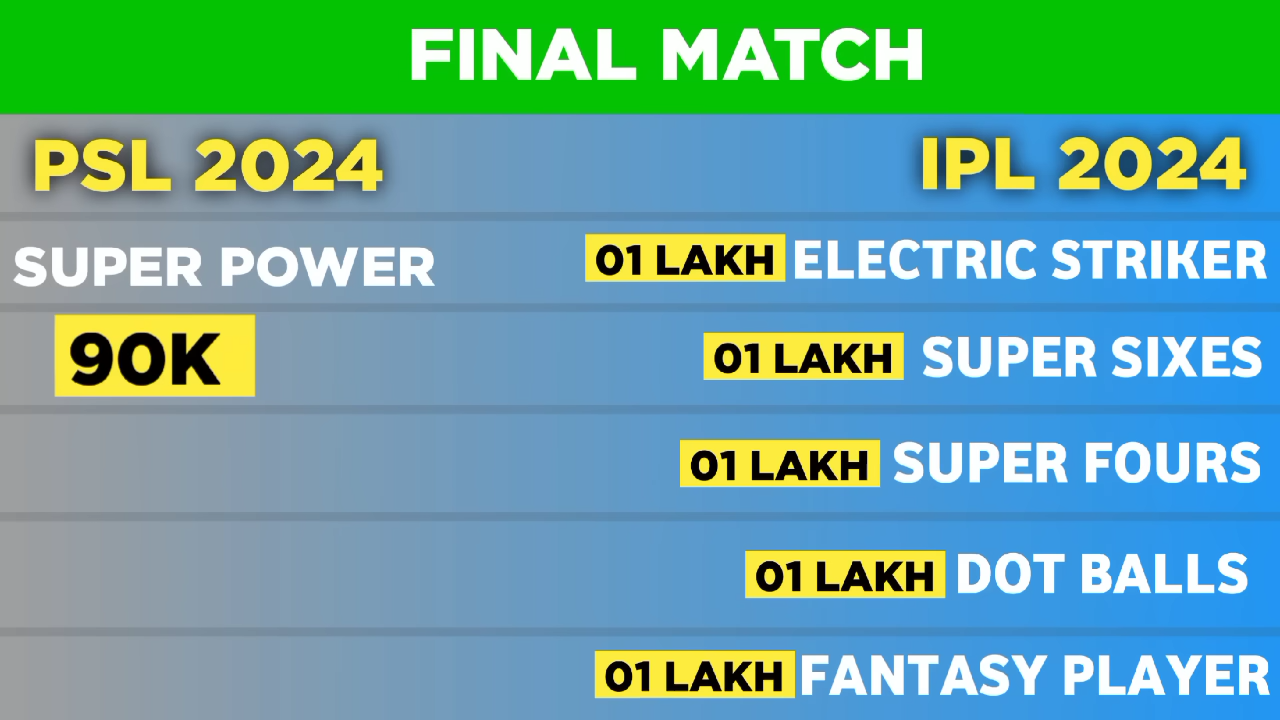 FINAL MATCH
PSL 2024
IPL 2024
SUPER POWER
01 LAKH ELECTRIC STRIKER
90K
01 LAKH SUPER SIXES
01 LAKH SUPER FOURS
01 LAKH DOT BALLS
01 LAKH FANTASY PLAYER